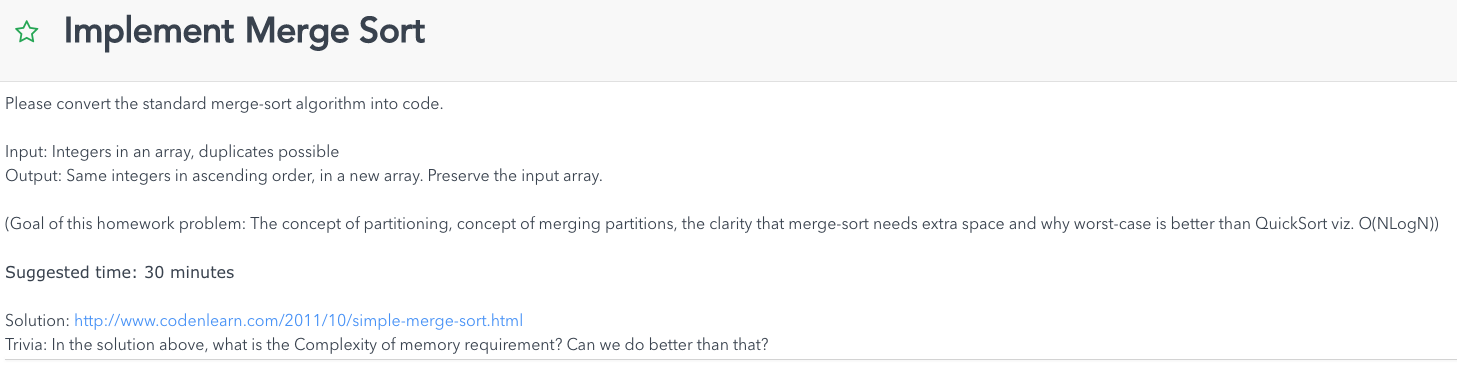 Implement Merge Sort
Please convert the standard merge-sort algorithm into code.
Input: Integers in an array, duplicates possible
Output: Same integers in ascending order, in a new array. Preserve the input array.
(Goal of this homework problem: The concept of partitioning, concept of merging partitions, the clarity that merge-sort needs extra space and why worst-case is better than QuickSort viz. O(NLogN))
Suggested time: 30 minutes
Solution: http://www.codenlearn.com/2011/10/simple-merge-sort.html
Trivia: In the solution above, what is the Complexity of memory requirement? Can we do better than that?